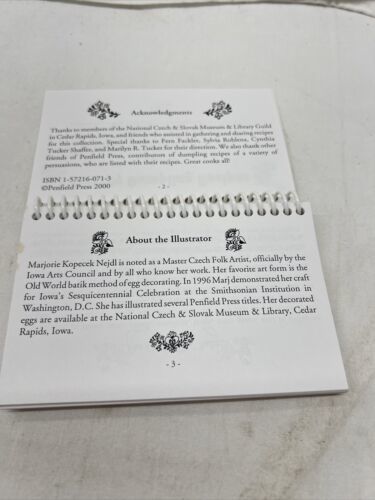 Acknowledgments
Thanks to members of the National Czech & Slovak Museum & Library Guild
in Cedar Rapids, Iowa, and friends who assisted in gathering and sharing recipes
for this collection. Special thanks to Fern Fackler, Sylvia Rohlena, Cynthia
Tucker Shaffer, and Marilyn R. Tucker for their direction. We also thank other
friends of Penfield Press, contributors of dumpling recipes of a variety of
persuasions, who are listed with their recipes. Great cooks all!
ISBN 1-57216-071-3
©Penfield Press 2000
- 2 -
About the Illustrator
Marjorie Kopecek Nejdl is noted as a Master Czech Folk Artist, officially by the
Iowa Arts Council and by all who know her work. Her favorite art form is the
Old World batik method of egg decorating. In 1996 Marj demonstrated her craft
for Iowa's Sesquicentennial Celebration at the Smithsonian Institution in
Washington, D.C. She has illustrated several Penfield Press titles. Her decorated
eggs are available at the National Czech & Slovak Museum & Library, Cedar
Rapids, Iowa.
- 3 -